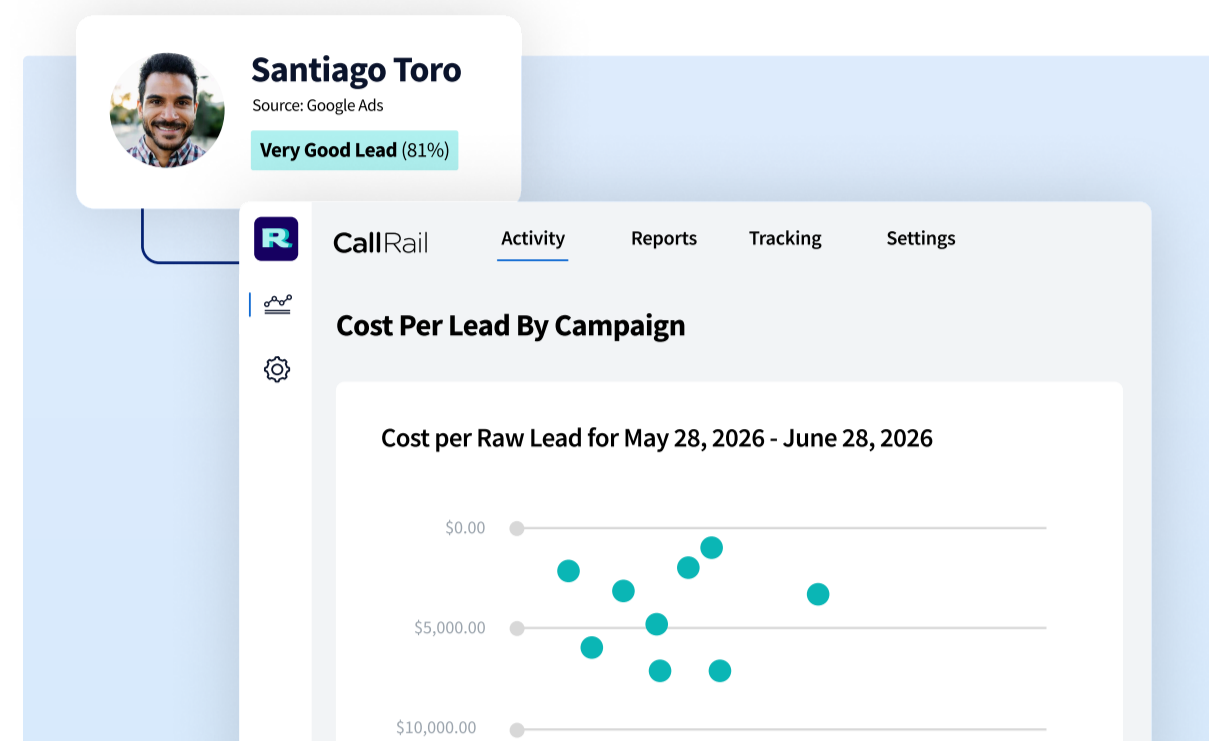 Santiago Toro
Source: Google Ads
Very Good Lead (81%)
R
CallRail
Activity
Reports
Tracking
Settings
Cost Per Lead By Campaign
Cost per Raw Lead for May 28, 2026 - June 28, 2026
$0.00
$5,000.00
$10,000.00